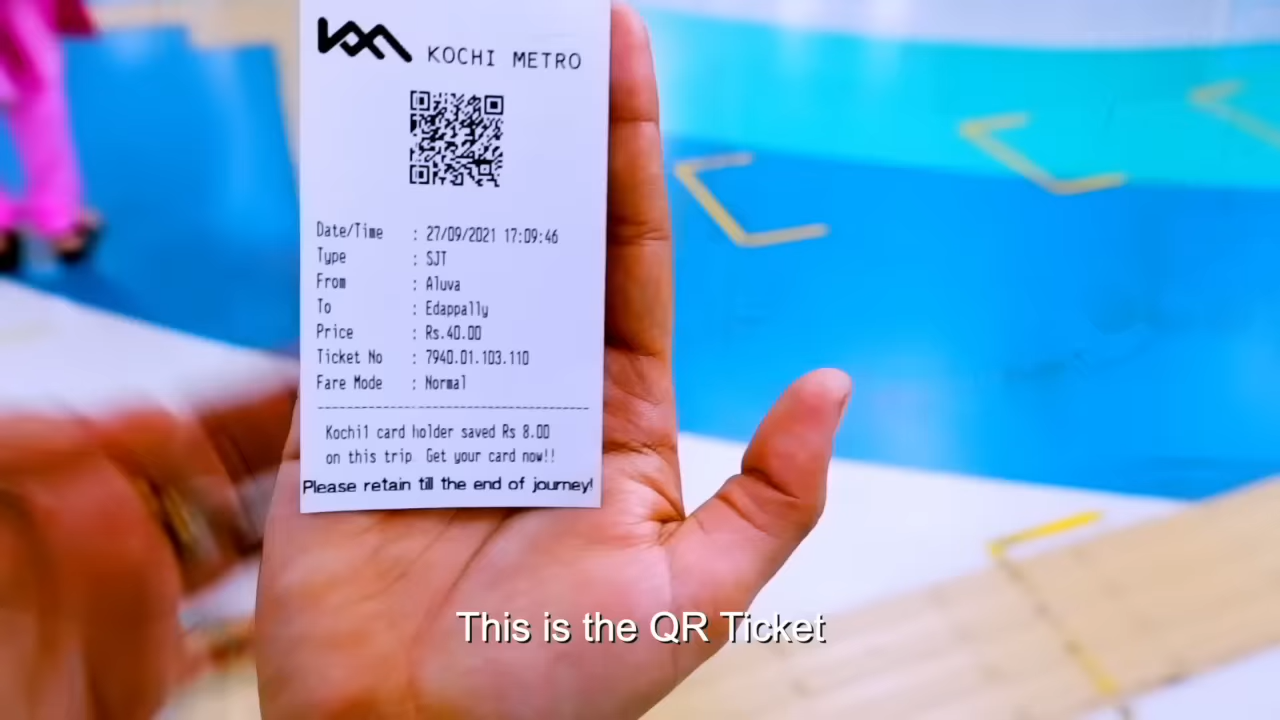 KOCHI METRO
Date/Time : 27/09/2021 17:09:46
Type : SJT
From : Aluva
To : Edappally
Price : Rs.40.00
Ticket No : 7940.01.103.110
Fare Mode : Normal
Kochi1 card holder saved Rs 8.00
on this trip. Get your card now!!
Please retain till the end of journey!
This is the QR Ticket